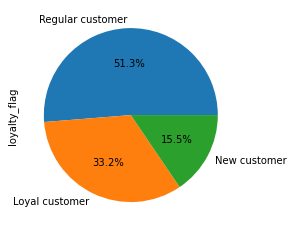 Regular customer
51.3%
loyalty_flag
15.5%
33.2%
New customer
Loyal customer